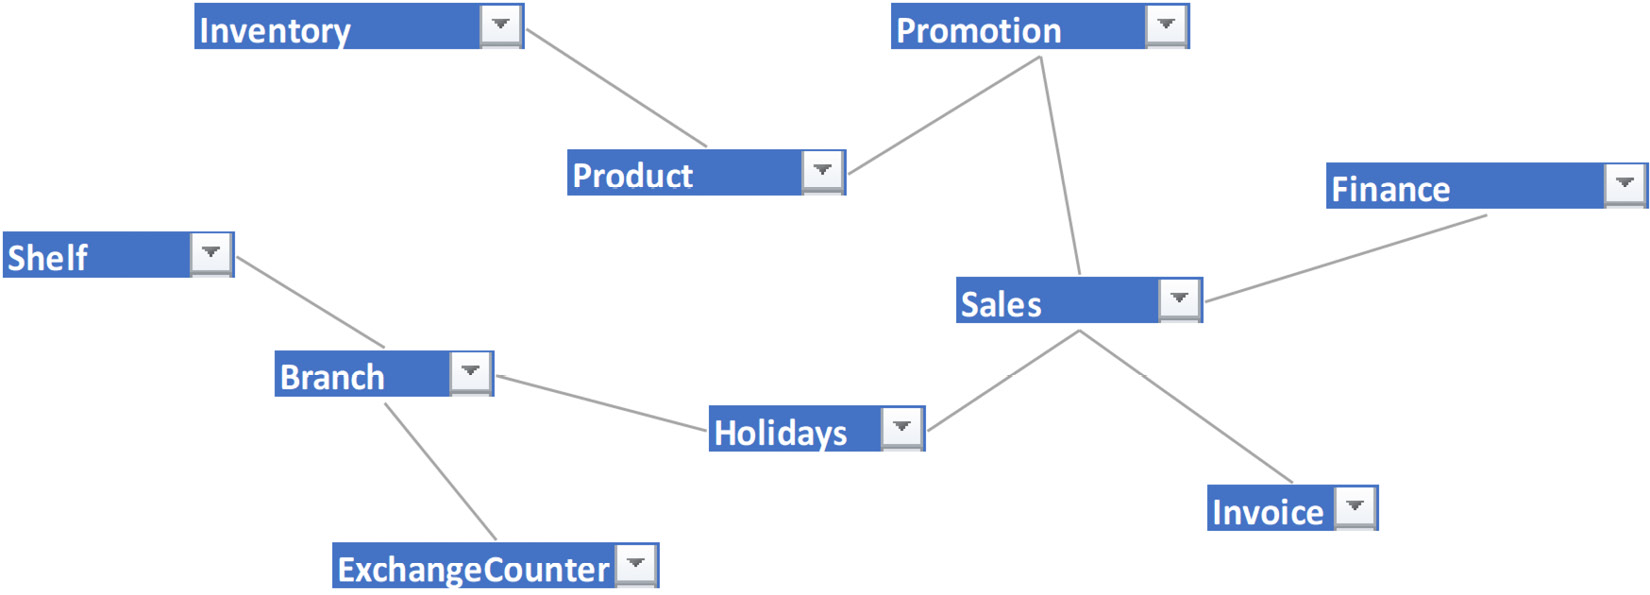 Inventory
Promotion
Product
Finance
Shelf
Sales
Branch
Holidays
Invoice
ExchangeCounter